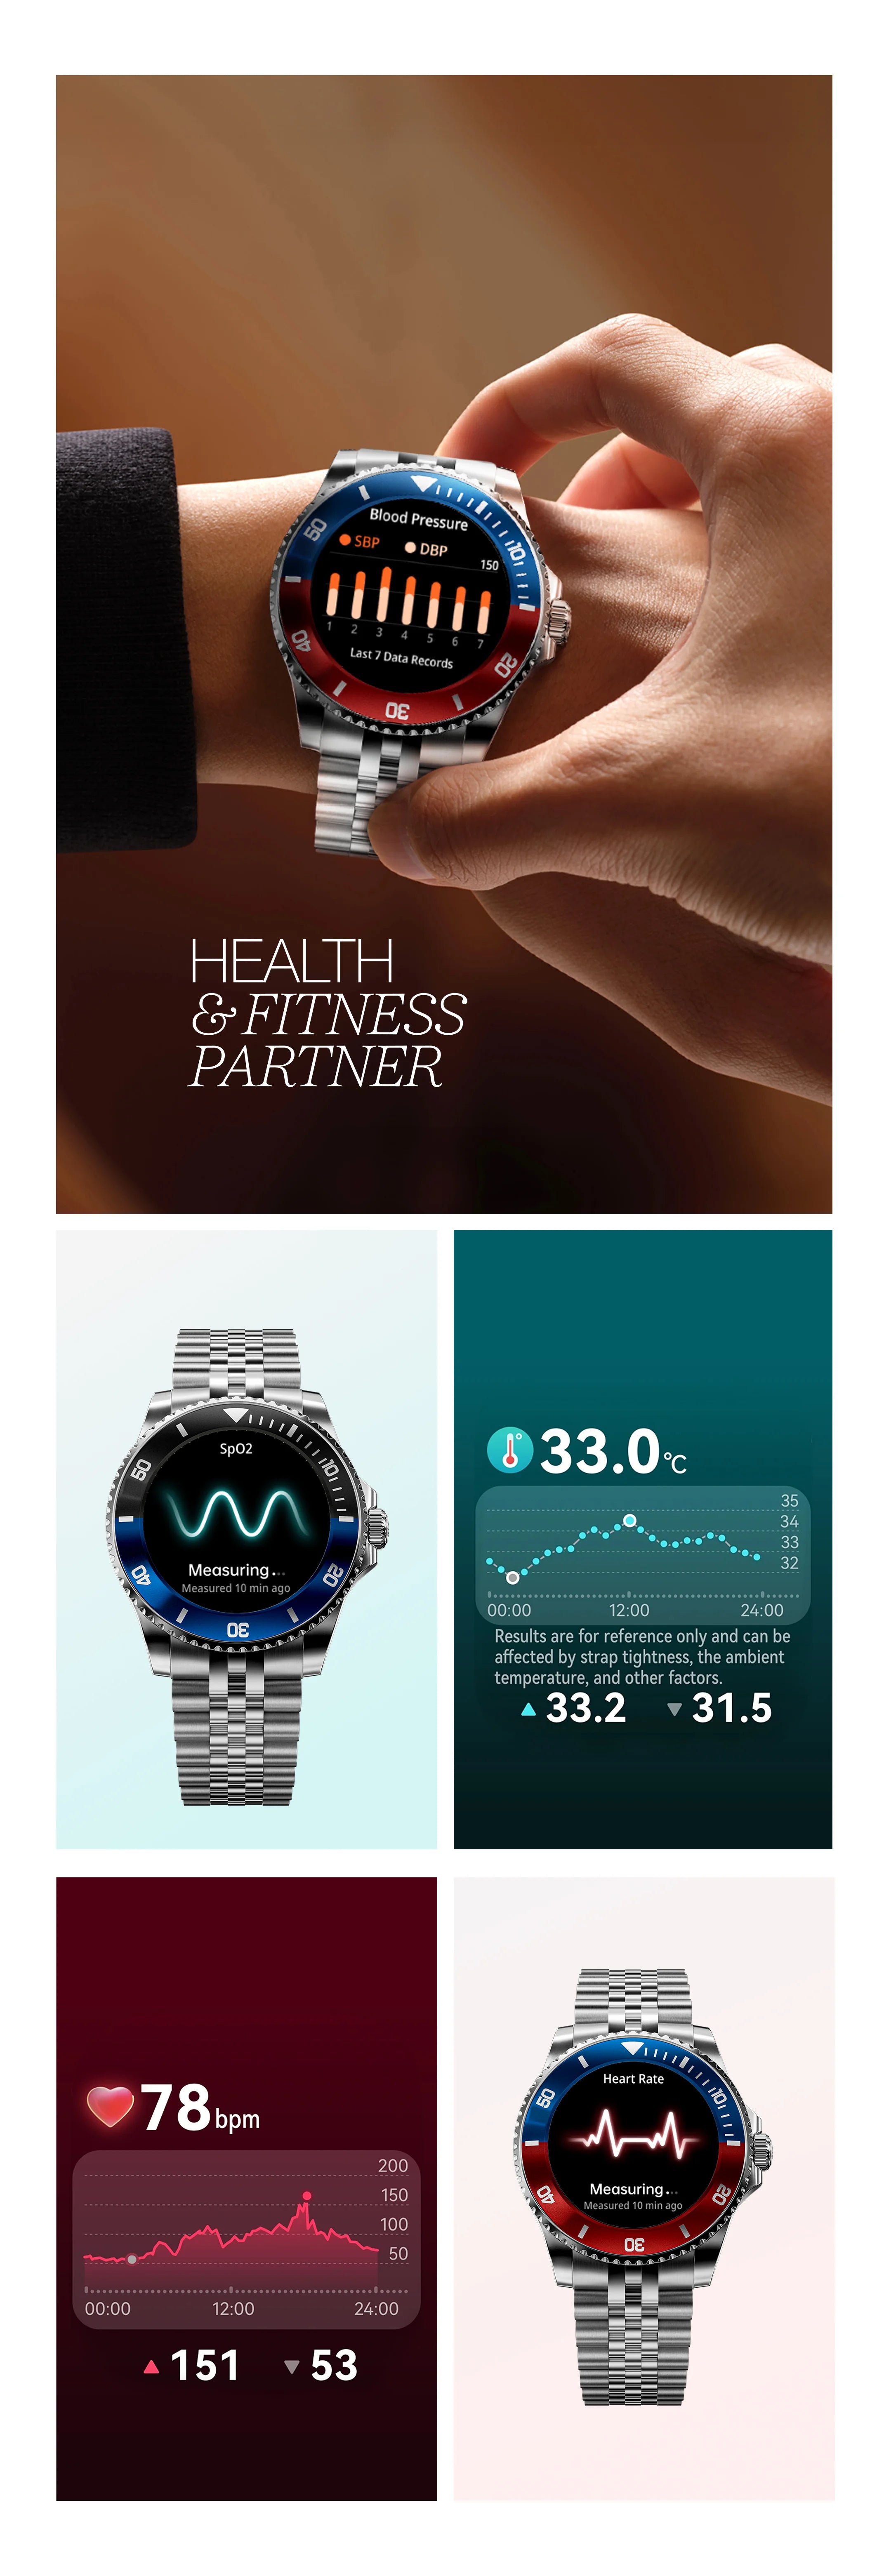 Blood Pressure
SBP DBP
150
1 2 3 4 5 6 7
Last 7 Data Records
10
20
30
40
50
HEALTH
& FITNESS
PARTNER
SpO2
Measuring...
Measured 10 min ago
20
30
40
50
33.0 °C
35
34
33
32
00:00 12:00 24:00
Results are for reference only and can be
affected by strap tightness, the ambient
temperature, and other factors.
33.2 31.5
78 bpm
200
150
100
50
00:00 12:00 24:00
151 53
Heart Rate
Measuring...
Measured 10 min ago
10
20
30
40
50